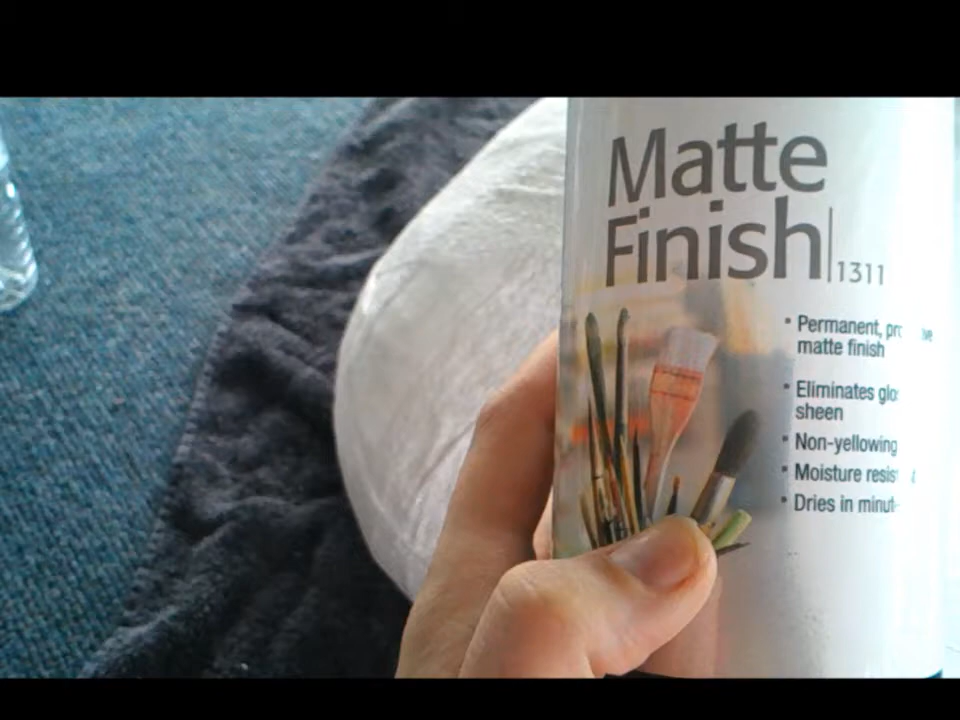 Matte
Finish
1311
Permanent,
matte finish
Eliminates
sheen
Non-yellowing
Moisture
Dries in